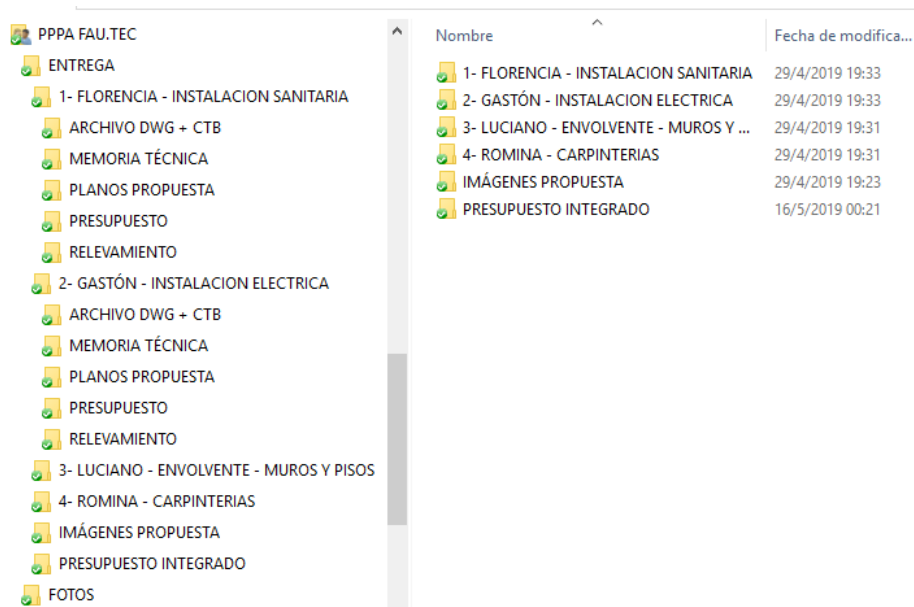 PPPA FAU.TEC
ENTREGA
1- FLORENCIA - INSTALACION SANITARIA
ARCHIVO DWG + CTB
MEMORIA TÉCNICA
PLANOS PROPUESTA
PRESUPUESTO
RELEVAMIENTO
2- GASTÓN - INSTALACION ELECTRICA
ARCHIVO DWG + CTB
MEMORIA TÉCNICA
PLANOS PROPUESTA
PRESUPUESTO
RELEVAMIENTO
3- LUCIANO - ENVOLVENTE - MUROS Y PISOS
4- ROMINA - CARPINTERIAS
IMÁGENES PROPUESTA
PRESUPUESTO INTEGRADO
FOTOS
Nombre Fecha de modifica...
1- FLORENCIA - INSTALACION SANITARIA 29/4/2019 19:33
2- GASTÓN - INSTALACION ELECTRICA 29/4/2019 19:33
3- LUCIANO - ENVOLVENTE - MUROS Y ... 29/4/2019 19:31
4- ROMINA - CARPINTERIAS 29/4/2019 19:31
IMÁGENES PROPUESTA 29/4/2019 19:23
PRESUPUESTO INTEGRADO 16/5/2019 00:21